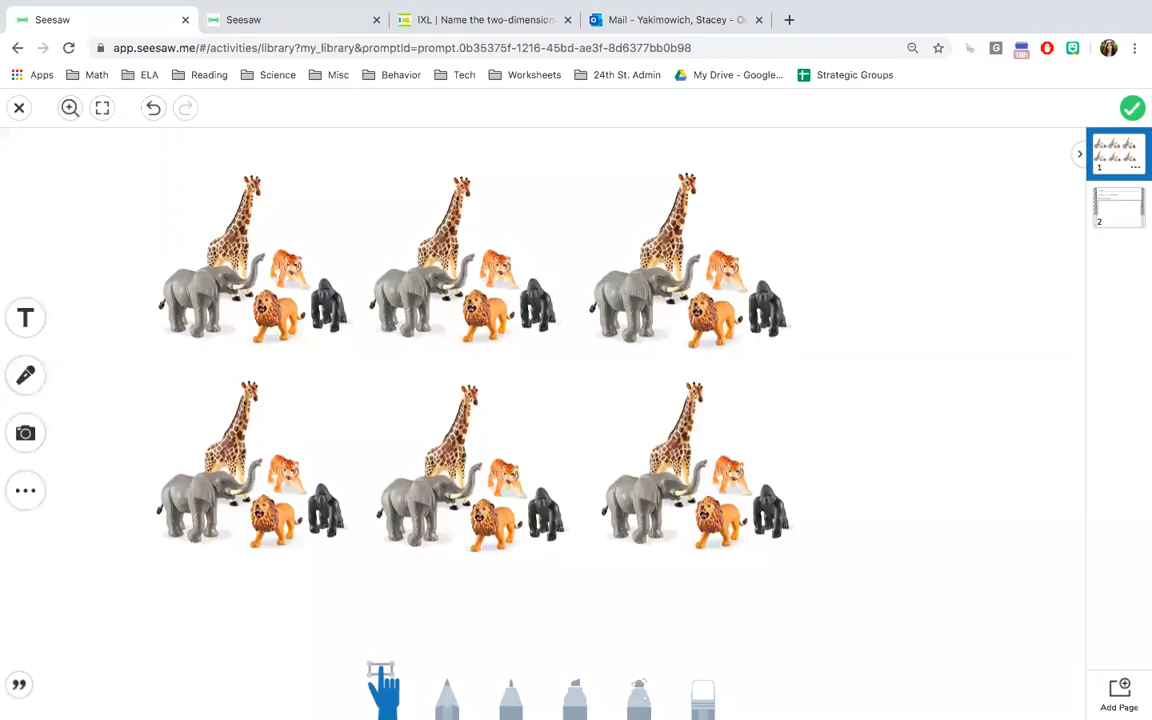 Seesaw
Seesaw
IXL | Name the two-dimension
Mail - Yakimowich, Stacey - Ou
app.seesaw.me/#/activities/library?my_library&promptId=prompt.0b35375f-1216-45bd-ae3f-8d6377bb0b98
Apps Math ELA Reading Science Misc Behavior Tech Worksheets 24th St. Admin My Drive - Google... Strategic Groups
1
2
T
Add Page